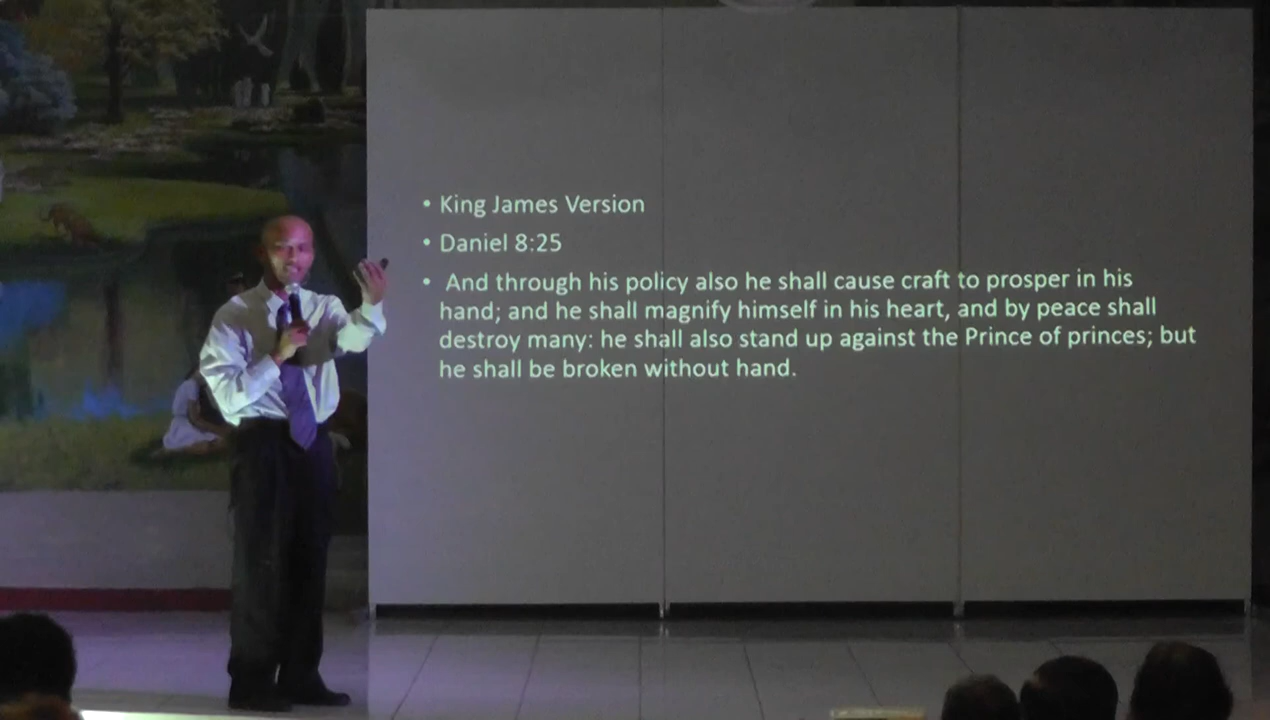 • King James Version
• Daniel 8:25
• And through his policy also he shall cause craft to prosper in his
hand; and he shall magnify himself in his heart, and by peace shall
destroy many: he shall also stand up against the Prince of princes; but
he shall be broken without hand.